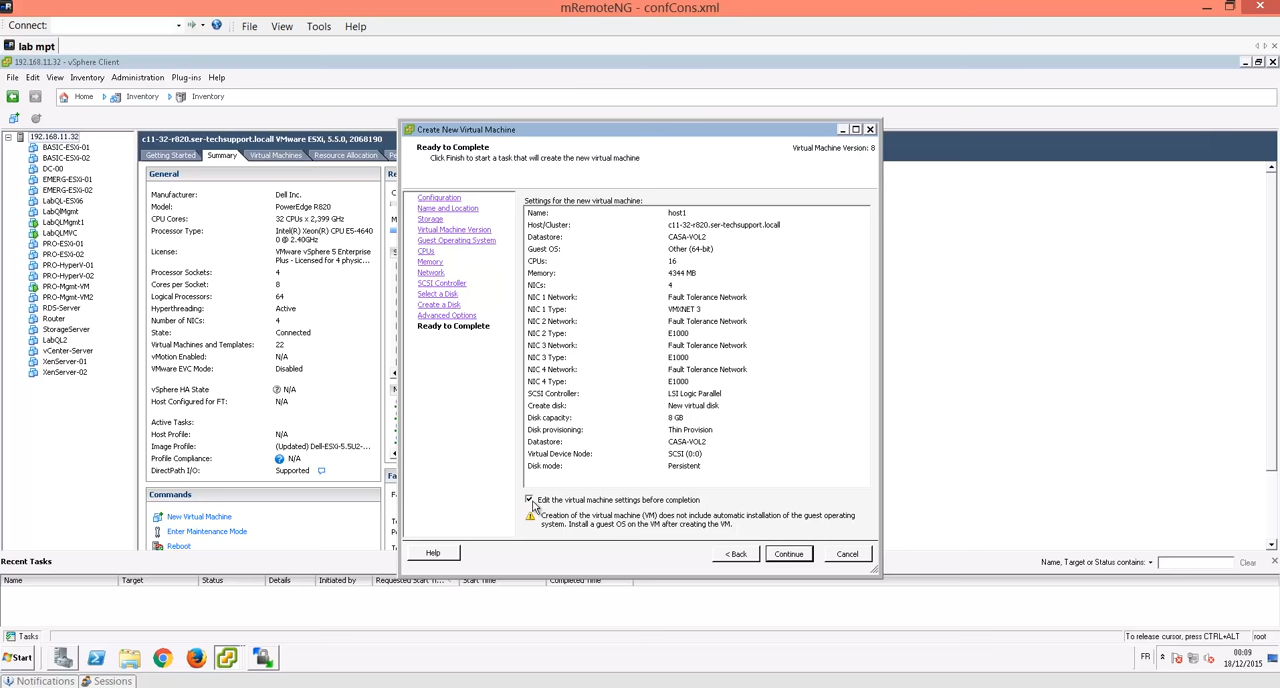 mRemoteNG - confCons.xml
Connect: File View Tools Help
lab mpt
192.168.11.32 - vSphere Client
File Edit View Inventory Administration Plug-ins Help
Home Inventory Inventory
192.168.11.32
BASIC-ESXi-01
BASIC-ESXi-02
DC-00
EMERG-ESXi-01
EMERG-ESXi-02
LabQL-ESXi6
LabQlMgmt
LabQLMgmt1
LabQLMVC
PRO-ESXi-01
PRO-ESXi-02
PRO-HyperV-01
PRO-HyperV-02
PRO-Mgmt-VM
PRO-Mgmt-VM2
RDS-Server
Router
StorageServer
LabQL2
vCenter-Server
XenServer-01
XenServer-02
c11-32-r820.ser-techsupport.locall VMware ESXi, 5.5.0, 2068190
Getting Started Summary Virtual Machines Resource Allocation Pe
General
Manufacturer: Dell Inc.
Model: PowerEdge R820
CPU Cores: 32 CPUs x 2,399 GHz
Processor Type: Intel(R) Xeon(R) CPU E5-4640
0 @ 2.40GHz
License: VMware vSphere 5 Enterprise
Plus - Licensed for 4 physic...
Processor Sockets: 4
Cores per Socket: 8
Logical Processors: 64
Hyperthreading: Active
Number of NICs: 4
State: Connected
Virtual Machines and Templates: 22
vMotion Enabled: N/A
VMware EVC Mode: Disabled
vSphere HA State N/A
Host Configured for FT: N/A
Active Tasks:
Host Profile: N/A
Image Profile: (Updated) Dell-ESXi-5.5U2-...
Profile Compliance: N/A
DirectPath I/O: Supported
Commands
New Virtual Machine
Enter Maintenance Mode
Reboot
Re
Fa
Create New Virtual Machine
Ready to Complete
Click Finish to start a task that will create the new virtual machine
Virtual Machine Version: 8
Configuration
Name and Location
Storage
Virtual Machine Version
Guest Operating System
CPUs
Memory
Network
SCSI Controller
Select a Disk
Create a Disk
Advanced Options
Ready to Complete
Settings for the new virtual machine:
Name: host1
Host/Cluster: c11-32-r820.ser-techsupport.locall
Datastore: CASA-VOL2
Guest OS: Other (64-bit)
CPUs: 16
Memory: 4344 MB
NICs: 4
NIC 1 Network: Fault Tolerance Network
NIC 1 Type: VMXNET 3
NIC 2 Network: Fault Tolerance Network
NIC 2 Type: E1000
NIC 3 Network: Fault Tolerance Network
NIC 3 Type: E1000
NIC 4 Network: Fault Tolerance Network
NIC 4 Type: E1000
SCSI Controller: LSI Logic Parallel
Create disk: New virtual disk
Disk capacity: 8 GB
Disk provisioning: Thin Provision
Datastore: CASA-VOL2
Virtual Device Node: SCSI (0:0)
Disk mode: Persistent
Edit the virtual machine settings before completion
Creation of the virtual machine (VM) does not include automatic installation of the guest operating
system. Install a guest OS on the VM after creating the VM.
Help < Back Continue Cancel
Recent Tasks
Name, Target or Status contains: Clear
Name Target Status Details Initiated by Requested Start Ti... Start Time Completed Time
Tasks To release cursor, press CTRL+ALT root
Start FR 00:09
18/12/2015
Notifications Sessions